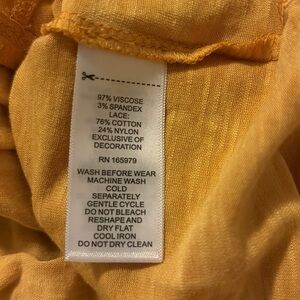 97% VISCOSE
3% SPANDEX
LACE:
76% COTTON
24% NYLON
EXCLUSIVE OF
DECORATION
RN 165979
WASH BEFORE WEAR
MACHINE WASH
COLD
SEPARATELY
GENTLE CYCLE
DO NOT BLEACH
RESHAPE AND
DRY FLAT
COOL IRON
DO NOT DRY CLEAN